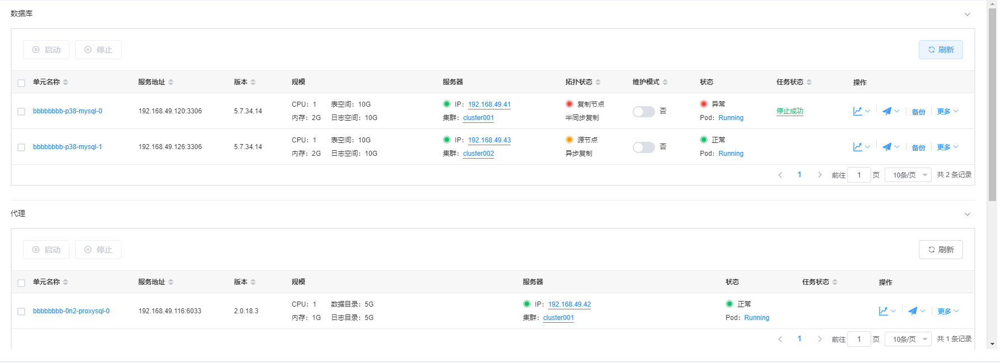 数据库
启动 停止 刷新
单元名称 服务地址 版本 规模 服务器 拓扑状态 维护模式 状态 任务状态 操作
CPU：1 表空间：10G IP：192.168.49.41 复制节点 异常
bbbbbbbb-p38-mysql-0 192.168.49.120:3306 5.7.34.14 否 停止成功 备份 更多
内存：2G 日志空间：10G 集群：cluster001 半同步复制 Pod：Running
CPU：1 表空间：10G IP：192.168.49.43 源节点 正常
bbbbbbbb-p38-mysql-1 192.168.49.126:3306 5.7.34.14 否 备份 更多
内存：2G 日志空间：10G 集群：cluster002 异步复制 Pod：Running
1 前往 1 页 10条/页 共 2 条记录
代理
启动 停止 刷新
单元名称 服务地址 版本 规模 服务器 状态 任务状态 操作
CPU：1 数据目录：5G IP：192.168.49.42 正常
bbbbbbbb-0n2-proxysql-0 192.168.49.116:6033 2.0.18.3 更多
内存：1G 日志目录：5G 集群：cluster001 Pod：Running
1 前往 1 页 10条/页 共 1 条记录